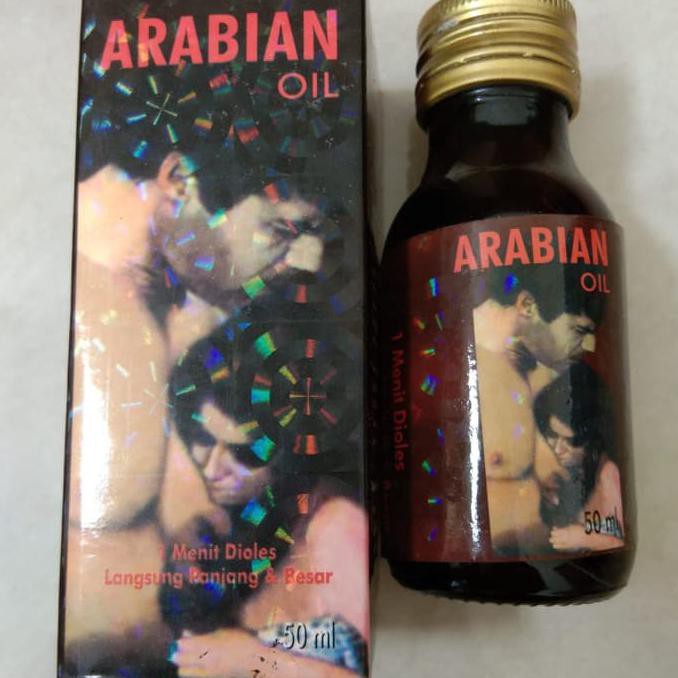 ARABIAN
OIL
1 Menit Dioles
Langsung Panjang & Besar
50 ml
ARABIAN
OIL
1 Menit Dioles
50 ml